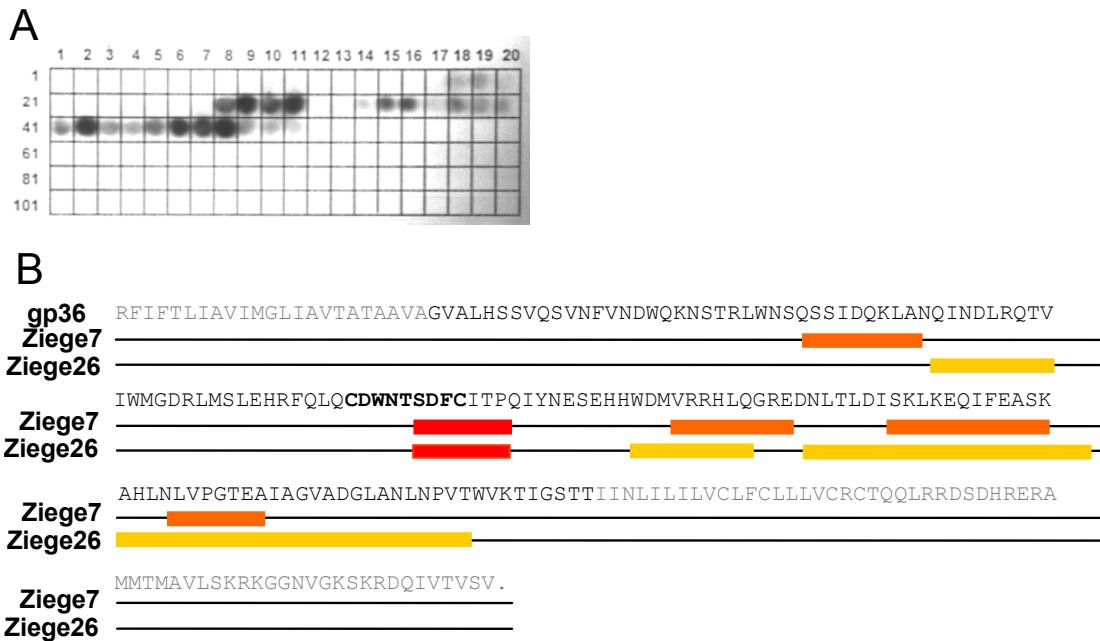 A
1 2 3 4 5 6 7 8 9 10 11 12 13 14 15 16 17 18 19 20
1
21
41
61
81
101
B
gp36 RFIFTLIAVIMGLIAVTATAAVAGVALHSSVQSVNFVNDWQKNSTRLWNSQSSIDQKLANQINDLRQTV
Ziege7
Ziege26
IWMGDRLMSLEHRFQLQCDWNTSDFCITPQIYNESEHHWDMVRRHLQGREDNLTLDISKLKEQIFEASK
Ziege7
Ziege26
AHLNLVPGTEAIAGVADGLANLNPVTWVKTIGSTTIINLILILVCLFCLLLVCRCTQQLRRDSDHRERA
Ziege7
Ziege26
MMTMAVLSKRKGGNVGKSKRDQIVTVSV.
Ziege7
Ziege26